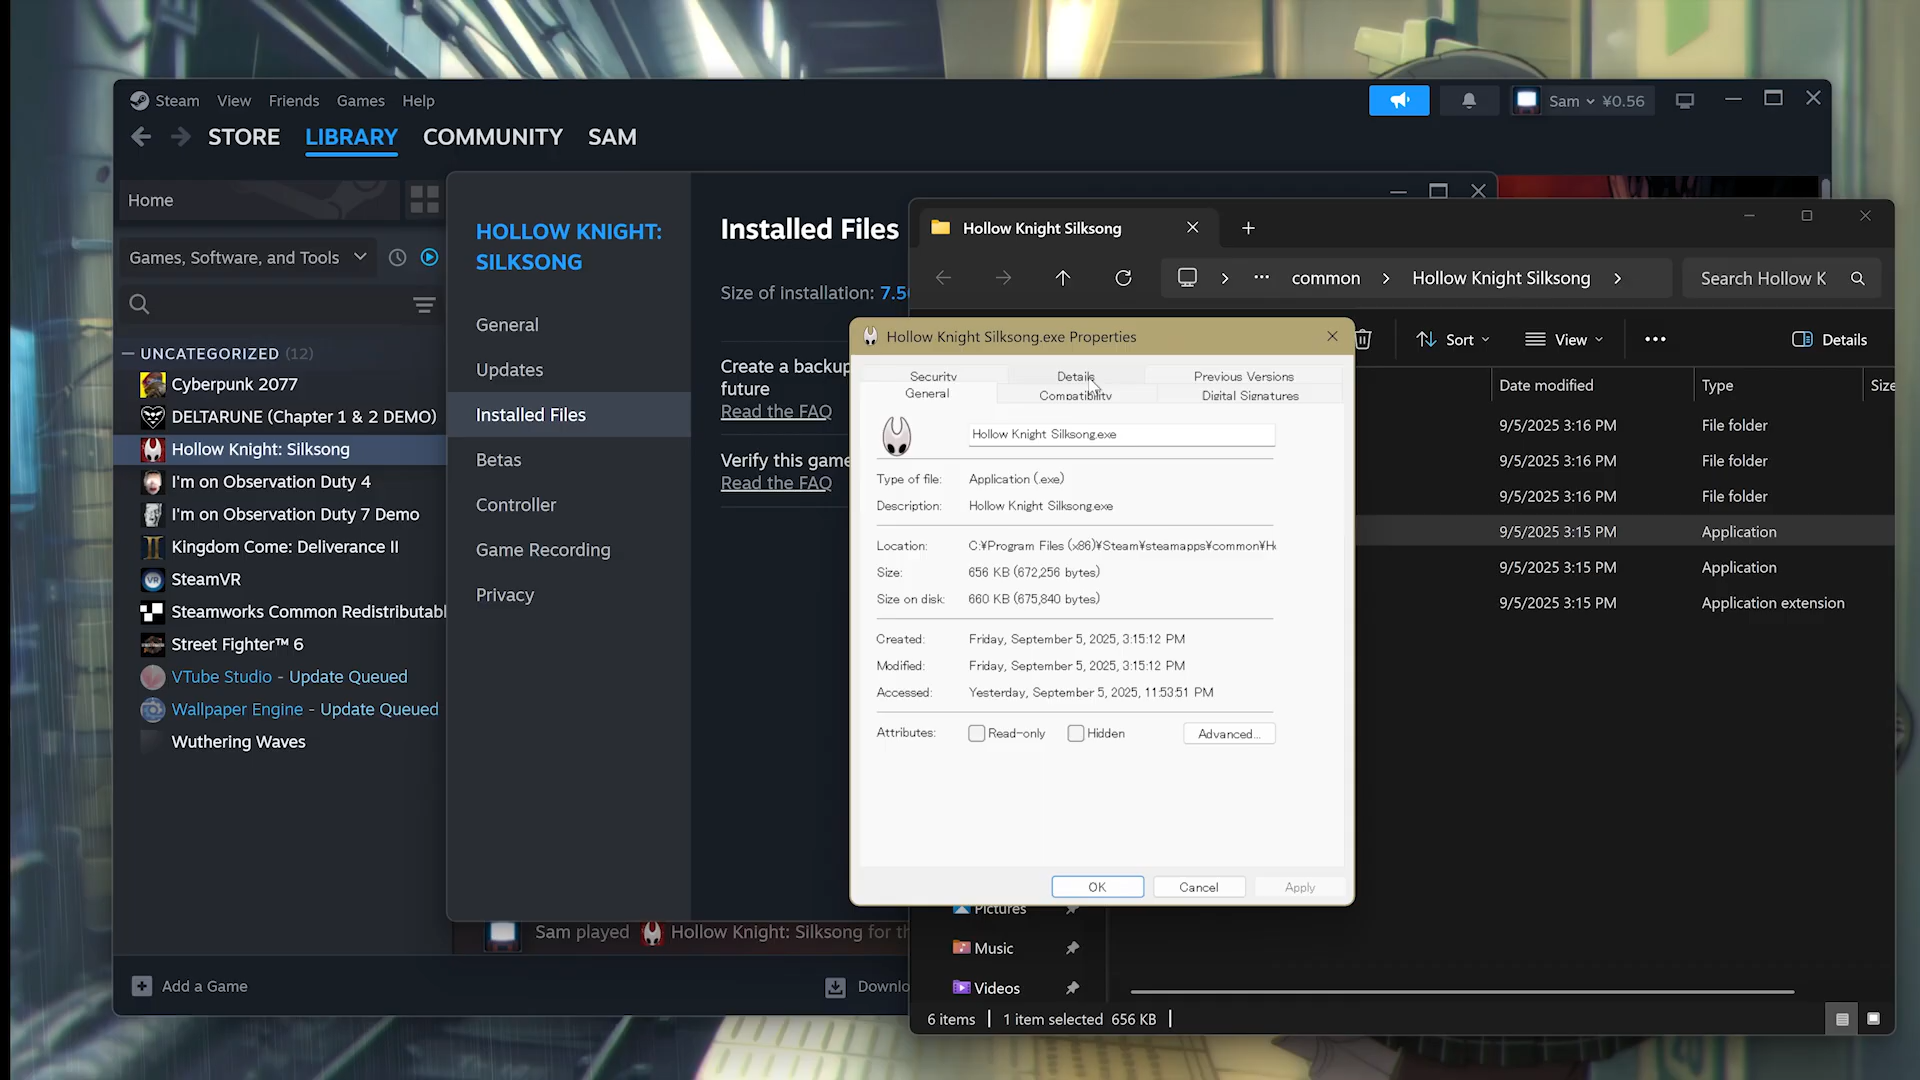 Steam View Friends Games Help
Sam ¥0.56
STORE LIBRARY COMMUNITY SAM
Home
Games, Software, and Tools
UNCATEGORIZED (12)
Cyberpunk 2077
DELTARUNE (Chapter 1 & 2 DEMO)
Hollow Knight: Silksong
I'm on Observation Duty 4
I'm on Observation Duty 7 Demo
Kingdom Come: Deliverance II
SteamVR
Steamworks Common Redistributabl
Street Fighter™ 6
VTube Studio - Update Queued
Wallpaper Engine - Update Queued
Wuthering Waves
Add a Game
Downlo
HOLLOW KNIGHT:
SILKSONG
General
Updates
Installed Files
Betas
Controller
Game Recording
Privacy
Installed Files
Size of installation: 7.5
Create a backup
future
Read the FAQ
Verify this game
Read the FAQ
Sam played Hollow Knight: Silksong for th
Hollow Knight Silksong
common Hollow Knight Silksong
Search Hollow K
Sort View Details
Date modified Type Size
9/5/2025 3:16 PM File folder
9/5/2025 3:16 PM File folder
9/5/2025 3:16 PM File folder
9/5/2025 3:15 PM Application
9/5/2025 3:15 PM Application
9/5/2025 3:15 PM Application extension
Pictures
Music
Videos
6 items 1 item selected 656 KB
Hollow Knight Silksong.exe Properties
Security Details Previous Versions
General Compatibility Digital Signatures
Hollow Knight Silksong.exe
Type of file: Application (.exe)
Description: Hollow Knight Silksong.exe
Location: C:¥Program Files (x86)¥Steam¥steamapps¥common¥H
Size: 656 KB (672,256 bytes)
Size on disk: 660 KB (675,840 bytes)
Created: Friday, September 5, 2025, 3:15:12 PM
Modified: Friday, September 5, 2025, 3:15:12 PM
Accessed: Yesterday, September 5, 2025, 11:53:51 PM
Attributes: Read-only Hidden Advanced...
OK Cancel Apply